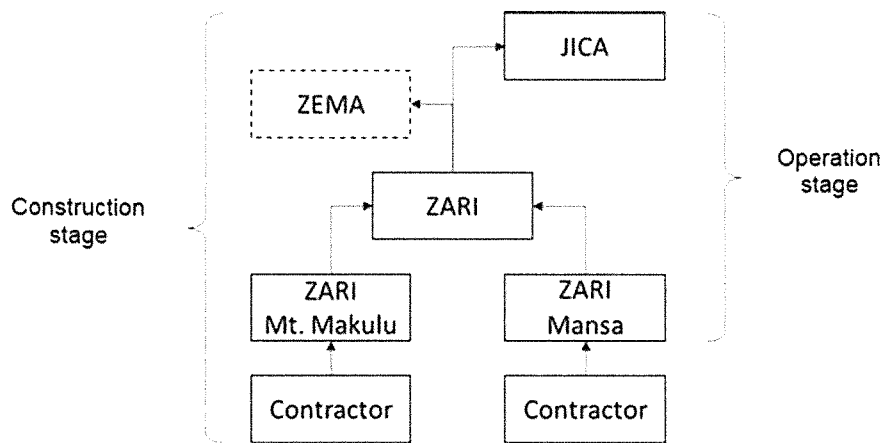 JICA
ZEMA
Operation
stage
ZARI
Construction
stage
ZARI
Mt. Makulu
ZARI
Mansa
Contractor
Contractor